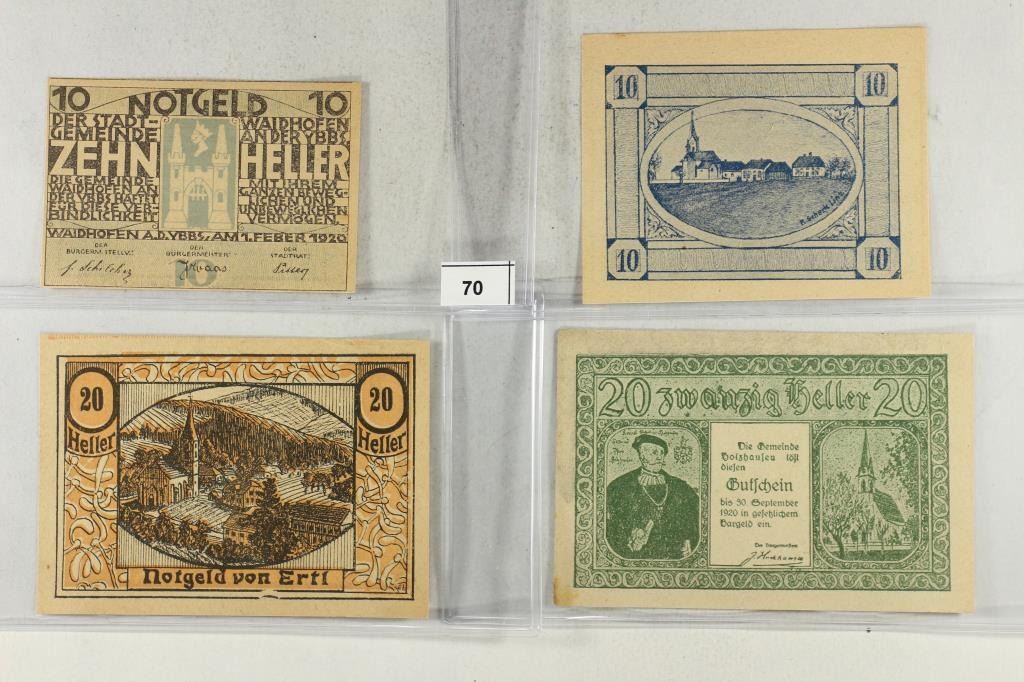 10 NOTGELD 10
DER STADT-
GEMEINDE
ZEHN
DIE GEMEINDE
WAIDHOFEN AN
DER YBBS HAFTET
FÜR DIESE VER-
BINDLICHKEIT
WAIDHOFEN
AN DER YBBS
HELLER
MIT IHREM
GANZEN BEWEG-
LICHEN UND
UNBEWEGLICHEN
VERMÖGEN.
WAIDHOFEN A.D. YBBS, AM 1. FEBER 1920
DER
BÜRGERMSTELLV.:
DER
BÜRGERMEISTER:
DER
STADTRAT:
10
10
10
10
10
70
20
Heller
20
Heller
Notgeld von Ertl
20 Zwanzig Heller 20
Die Gemeinde
Hofzhausen löst
diesen
Gutschein
bis 30. September
1920 in gesetzlichem
Bargeld ein.